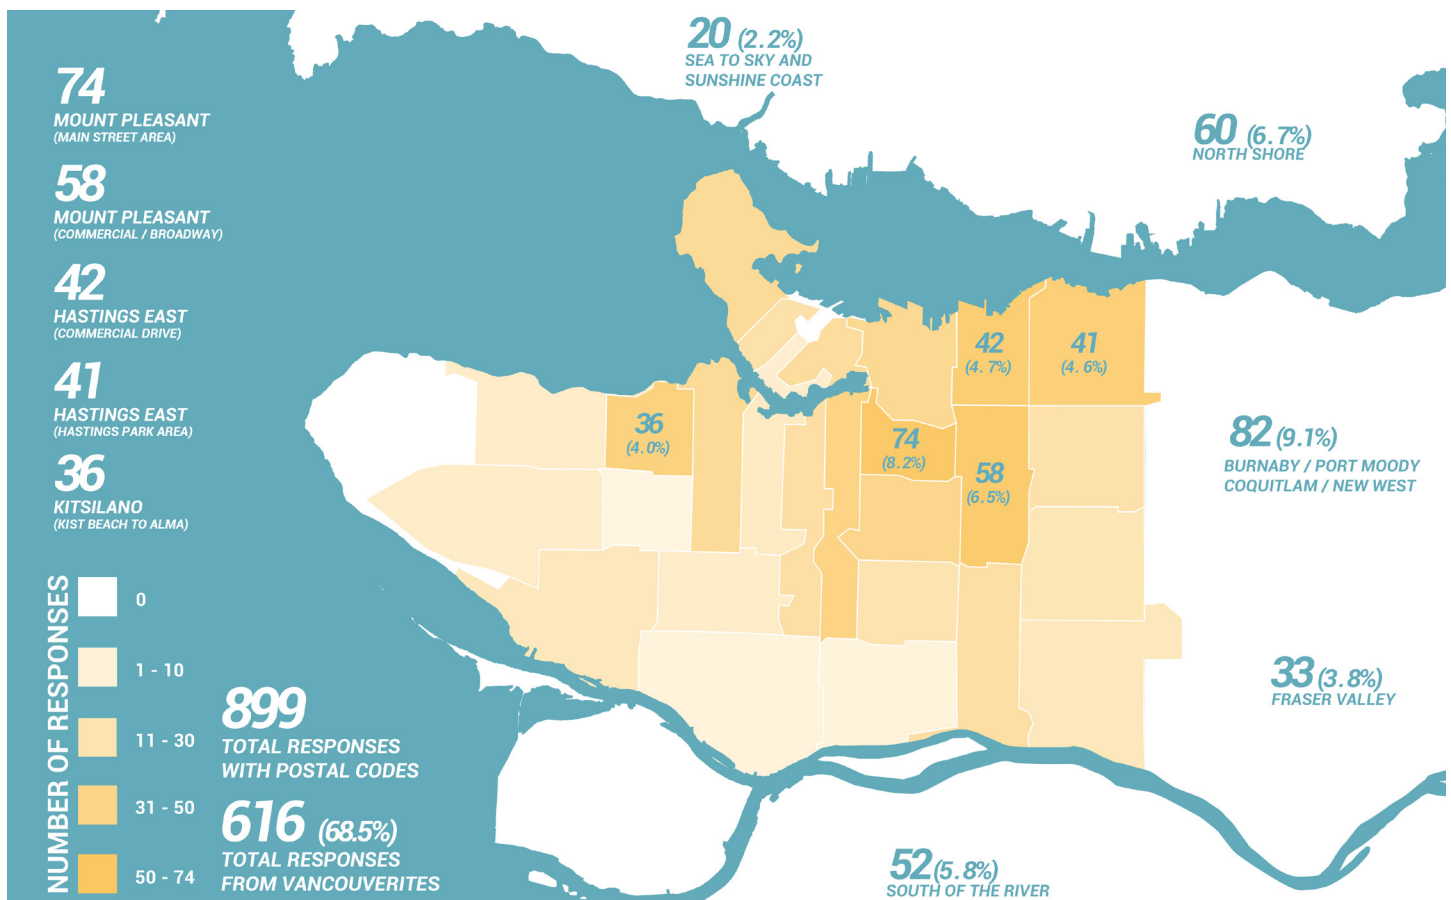 74
MOUNT PLEASANT
(MAIN STREET AREA)
58
MOUNT PLEASANT
(COMMERCIAL / BROADWAY)
42
HASTINGS EAST
(COMMERCIAL DRIVE)
41
HASTINGS EAST
(HASTINGS PARK AREA)
36
KITSILANO
(KIST BEACH TO ALMA)
NUMBER OF RESPONSES
0
1 - 10
11 - 30
31 - 50
50 - 74
899
TOTAL RESPONSES
WITH POSTAL CODES
616 (68.5%)
TOTAL RESPONSES
FROM VANCOUVERITES
20 (2.2%)
SEA TO SKY AND
SUNSHINE COAST
60 (6.7%)
NORTH SHORE
42
(4.7%)
41
(4.6%)
36
(4.0%)
74
(8.2%)
58
(6.5%)
82 (9.1%)
BURNABY / PORT MOODY
COQUITLAM / NEW WEST
33 (3.8%)
FRASER VALLEY
52 (5.8%)
SOUTH OF THE RIVER